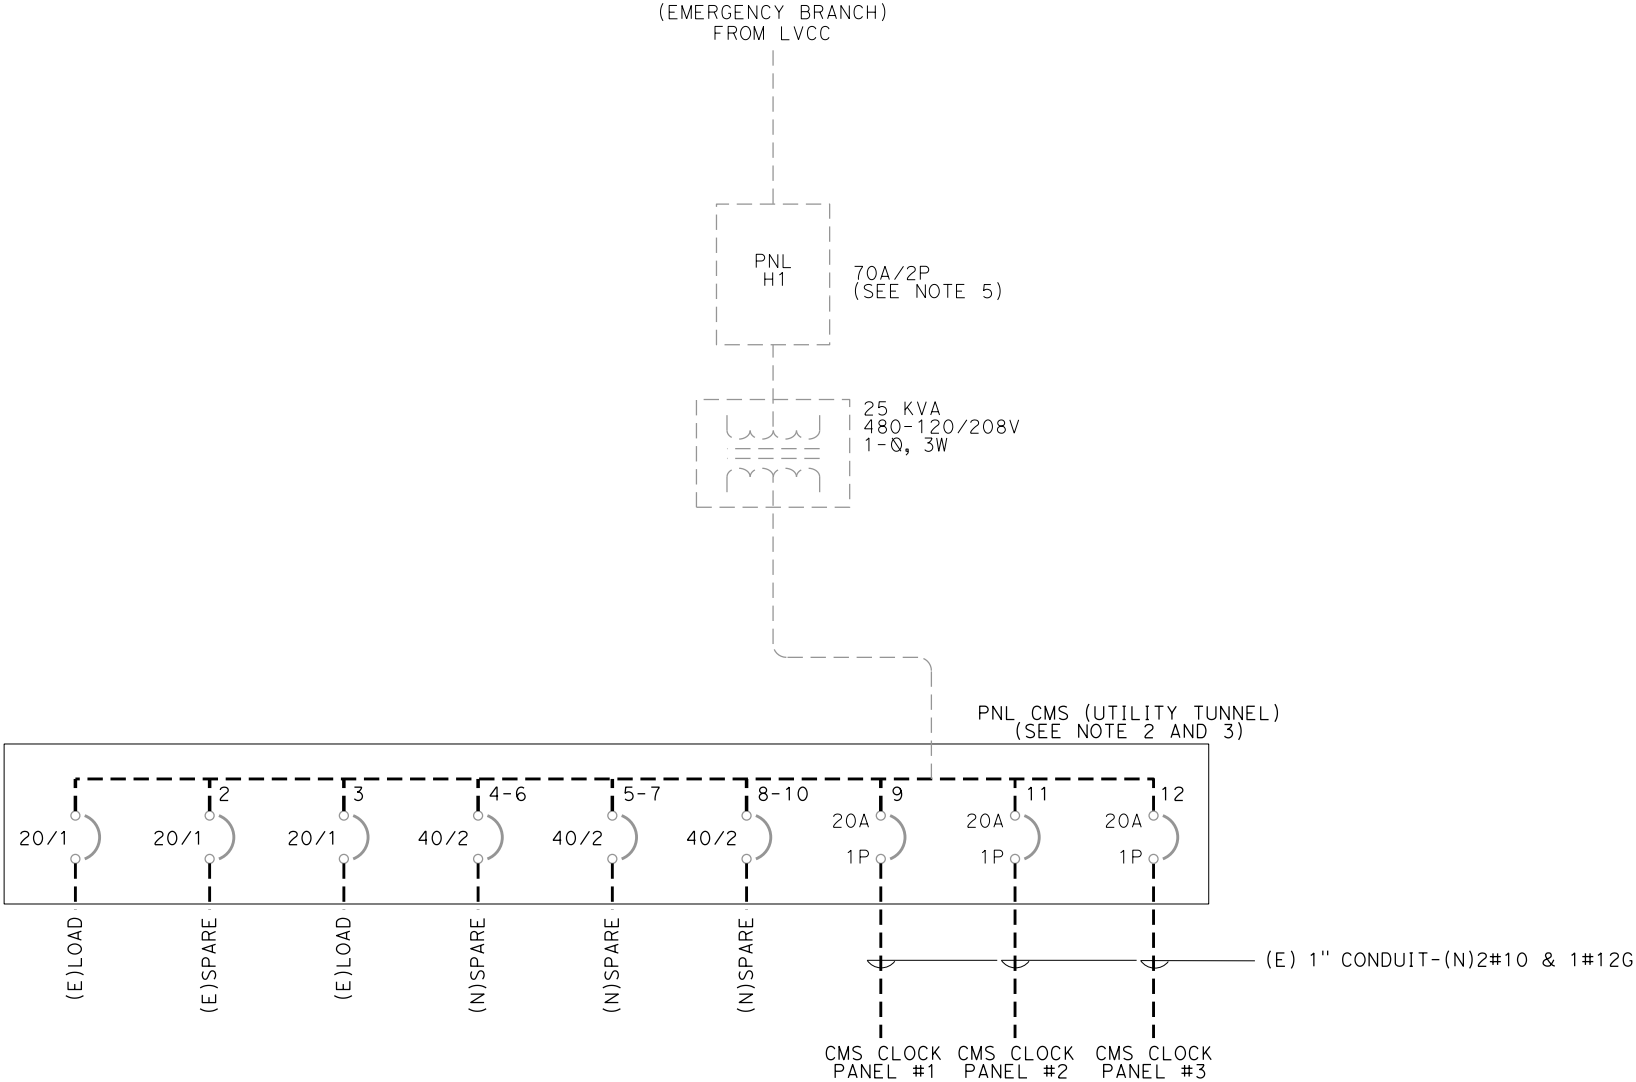 (EMERGENCY BRANCH)
FROM LVCC
PNL
H1
70A/2P
(SEE NOTE 5)
25 KVA
480-120/208V
1-Ø, 3W
PNL CMS (UTILITY TUNNEL)
(SEE NOTE 2 AND 3)
2
3
4-6
5-7
8-10
9
11
12
20/1
20/1
20/1
40/2
40/2
40/2
20A
1P
20A
1P
20A
1P
(E)LOAD
(E)SPARE
(E)LOAD
(N)SPARE
(N)SPARE
(N)SPARE
(E) 1" CONDUIT-(N)2#10 & 1#12G
CMS CLOCK
PANEL #1
CMS CLOCK
PANEL #2
CMS CLOCK
PANEL #3